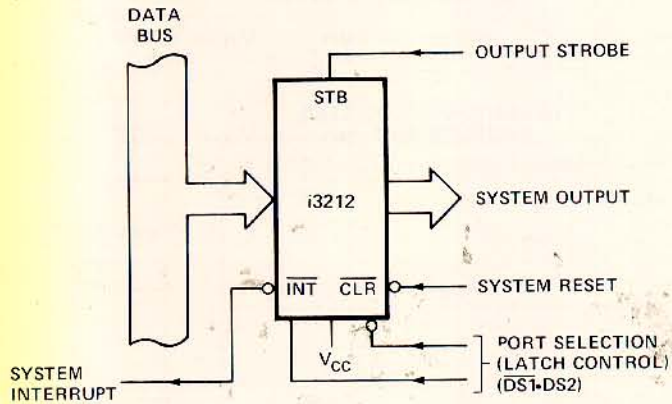 DATA
BUS
OUTPUT STROBE
STB
i3212
SYSTEM OUTPUT
INT CLR
SYSTEM RESET
PORT SELECTION
(LATCH CONTROL)
(DS1•DS2)
VCC
SYSTEM
INTERRUPT